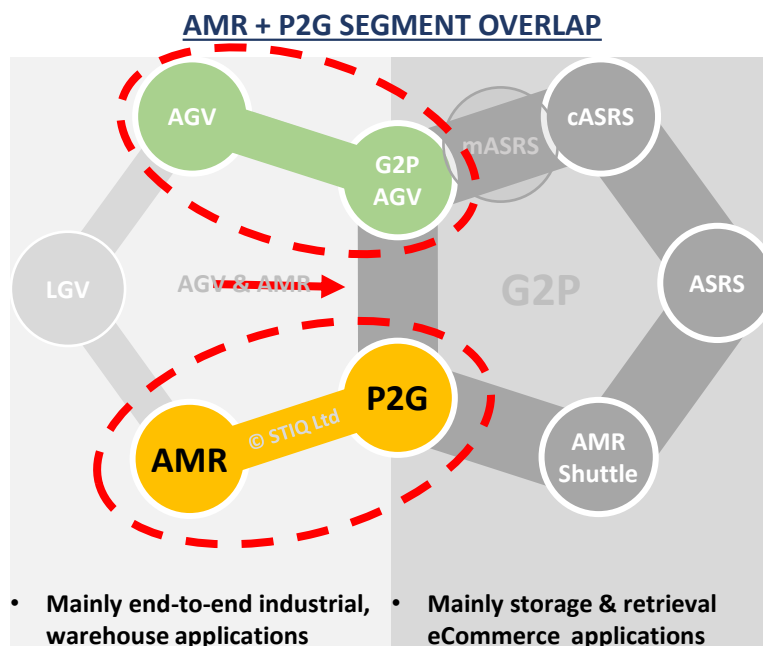 AMR + P2G SEGMENT OVERLAP
AGV
cASRS
mASRS
G2P
AGV
LGV
AGV & AMR
G2P
ASRS
P2G
© STIQ Ltd
AMR
AMR
Shuttle
• Mainly end-to-end industrial,
warehouse applications
• Mainly storage & retrieval
eCommerce applications